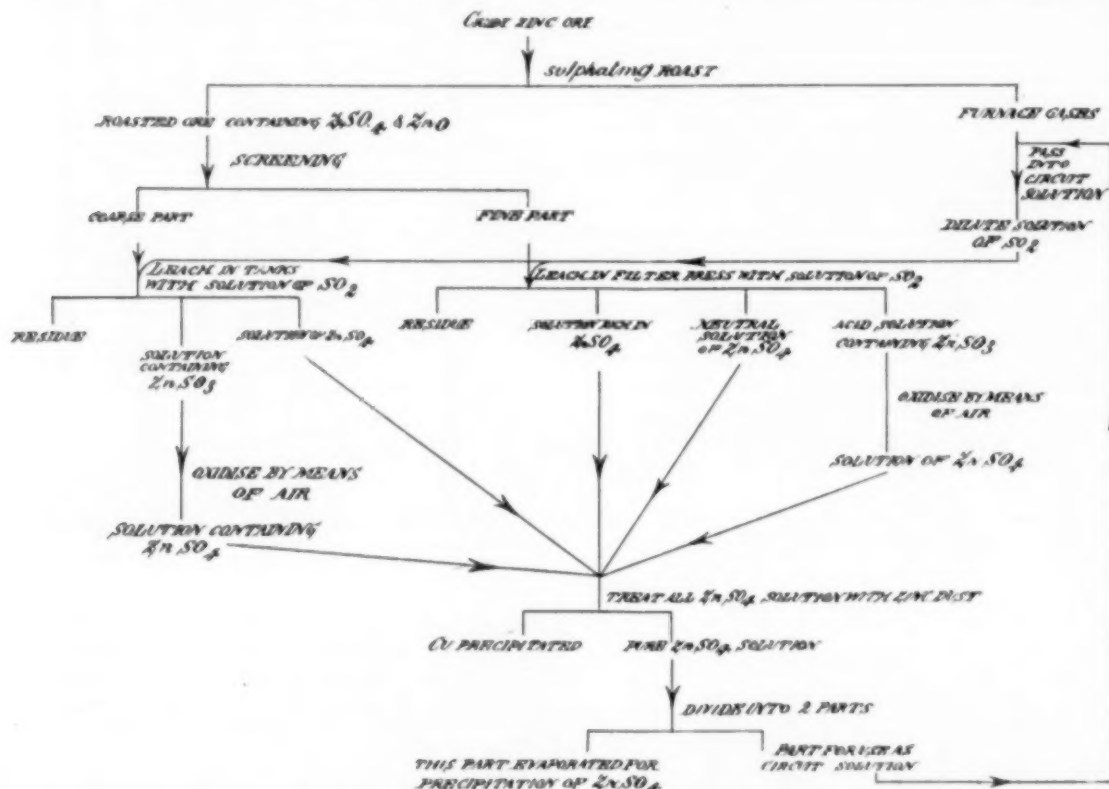 CRUDE ZINC ORE
Sulphating ROAST
ROASTED ORE CONTAINING ZnSO4 & ZnO
FURNACE GASES
SCREENING
PASS
INTO
CIRCUIT
SOLUTION
COARSE PART
FINE PART
DILUTE SOLUTION
OF SO2
LEACH IN TANKS
WITH SOLUTION OF SO2
LEACH IN FILTER PRESS WITH SOLUTION OF SO2
RESIDUE
SOLUTION
CONTAINING
ZnSO3
SOLUTION OF ZnSO4
RESIDUE
SOLUTION RICH IN
ZnSO4
NEUTRAL
SOLUTION
OF ZnSO4
ACID SOLUTION
CONTAINING ZnSO3
OXIDISE BY MEANS
OF AIR
SOLUTION OF ZnSO4
OXIDISE BY MEANS
OF AIR
SOLUTION CONTAINING
ZnSO4
TREAT ALL ZnSO4 SOLUTION WITH ZINC DUST
CU PRECIPITATED
PURE ZnSO4 SOLUTION
DIVIDE INTO 2 PARTS
THIS PART EVAPORATED FOR
PRECIPITATION OF ZnSO4
PART FOR USE AS
CIRCUIT SOLUTION